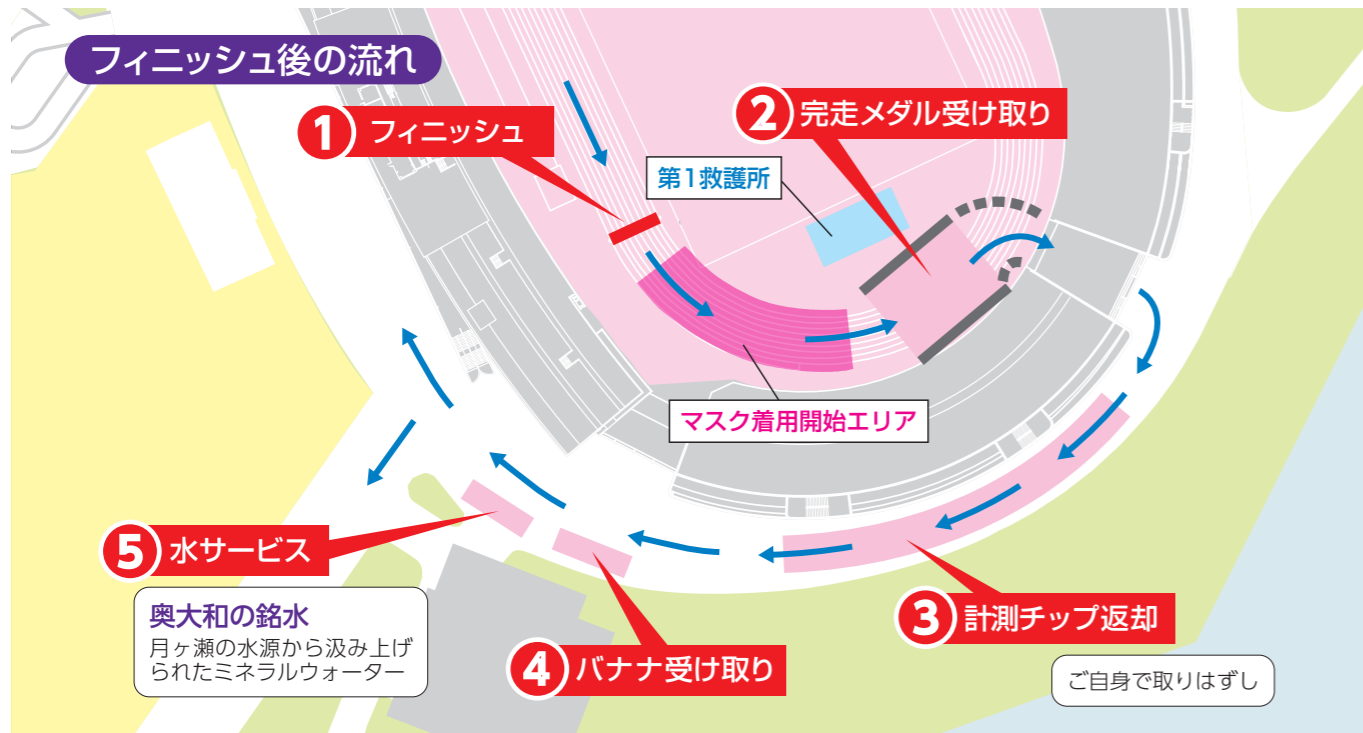 フィニッシュ後の流れ
1 フィニッシュ
2 完走メダル受け取り
第1救護所
マスク着用開始エリア
3 計測チップ返却
ご自身で取りはずし
4 バナナ受け取り
5 水サービス
奥大和の銘水
月ヶ瀬の水源から汲み上げ
られたミネラルウォーター